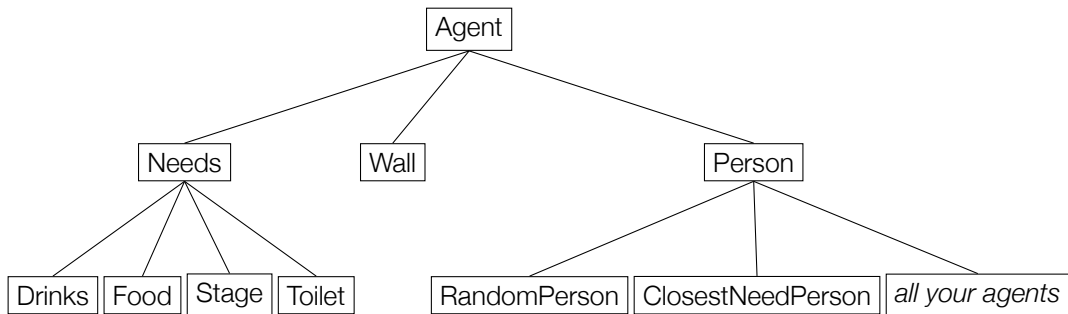 Agent
Needs
Wall
Person
Drinks
Food
Stage
Toilet
RandomPerson
ClosestNeedPerson
all your agents